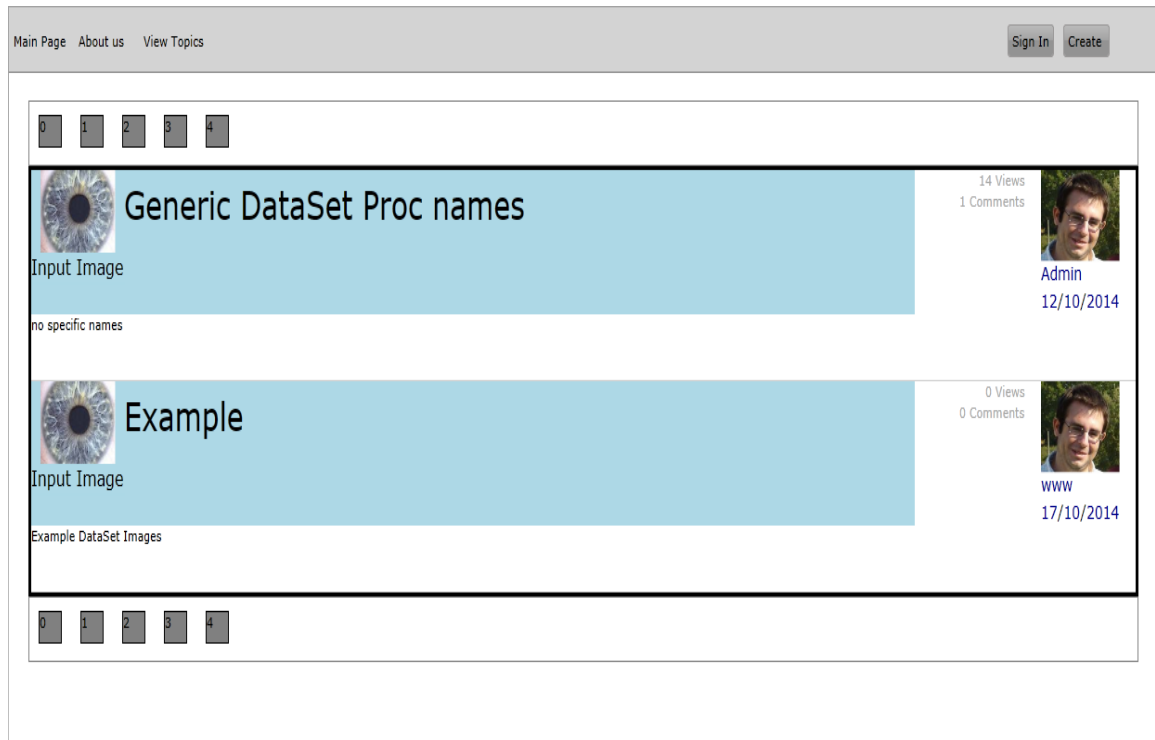 Main Page About us View Topics Sign In Create
0 1 2 3 4
Generic DataSet Proc names
Input Image
no specific names
14 Views
1 Comments
Admin
12/10/2014
Example
Input Image
Example DataSet Images
0 Views
0 Comments
www
17/10/2014
0 1 2 3 4